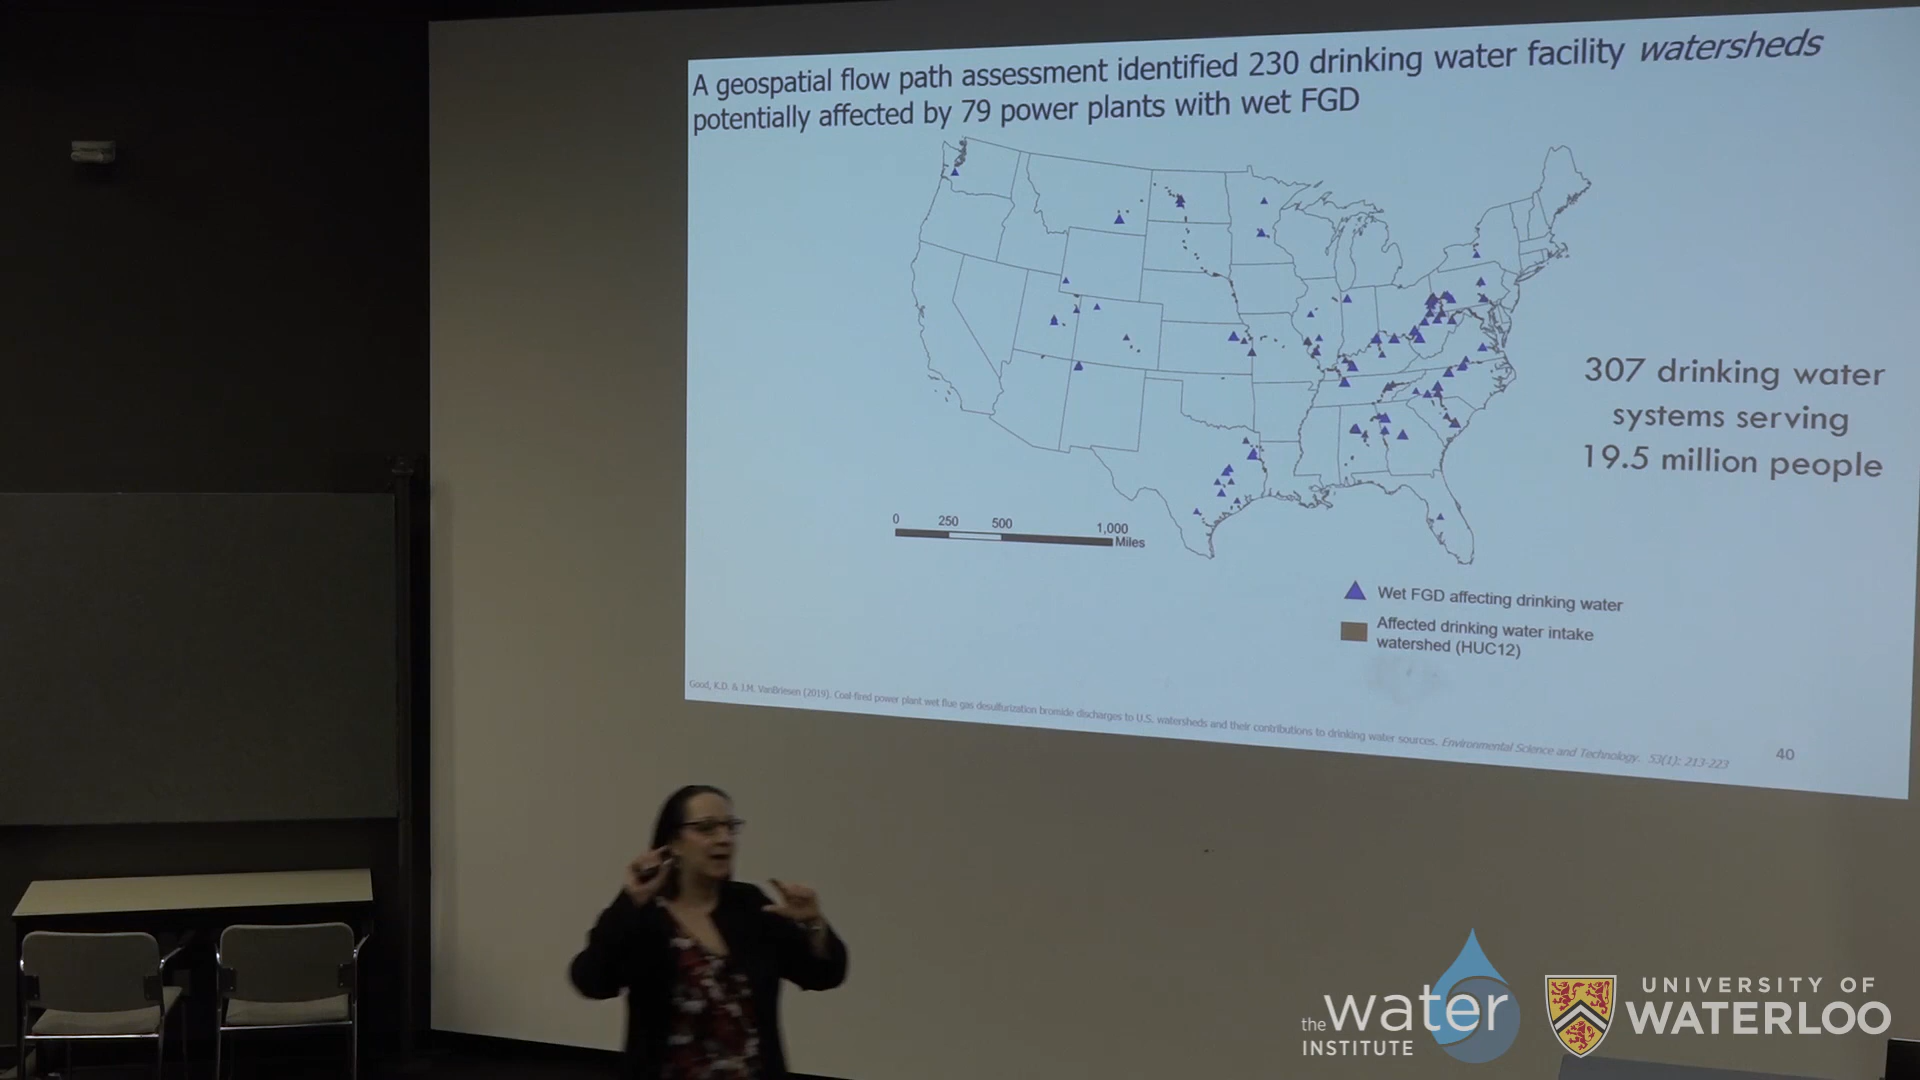 A geospatial flow path assessment identified 230 drinking water facility watersheds
potentially affected by 79 power plants with wet FGD
307 drinking water
systems serving
19.5 million people
0 250 500 1,000
Miles
Wet FGD affecting drinking water
Affected drinking water intake
watershed (HUC12)
Good, K.D. & J.M. VanBriesen (2019). Coal-fired power plant wet flue gas desulfurization bromide discharges to U.S. watersheds and their contributions to drinking water sources. Environmental Science and Technology. 53(1): 213-223
40
the water
INSTITUTE
UNIVERSITY OF
WATERLOO